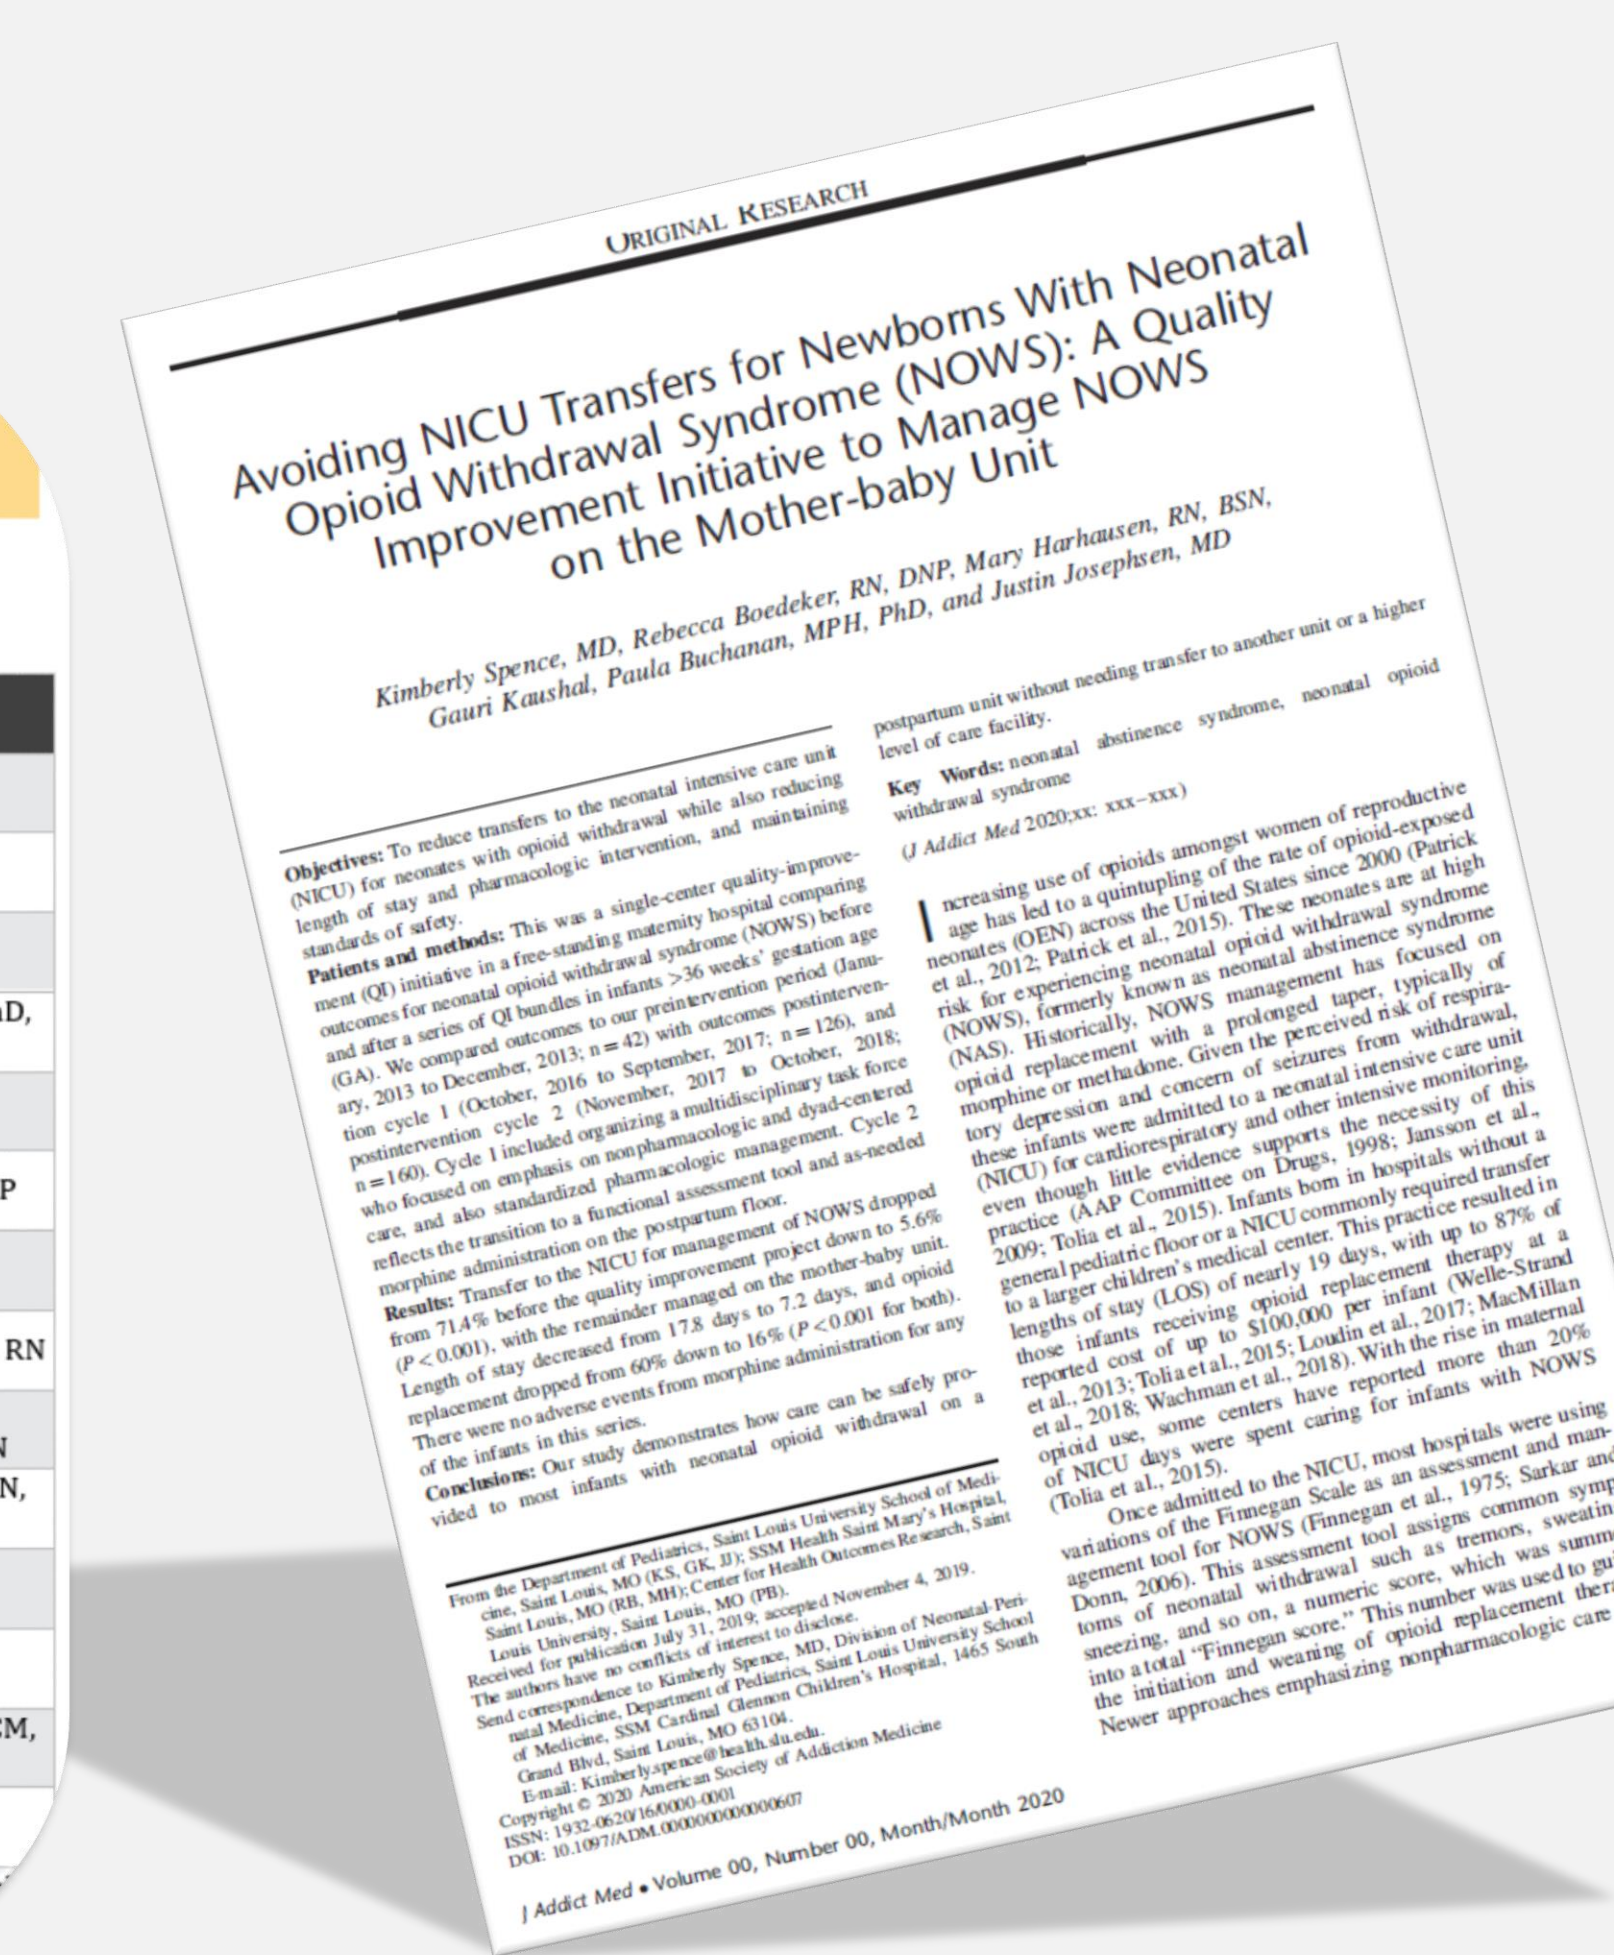 D,
P
RN
N
N,
CM,
ORIGINAL RESEARCH
Avoiding NICU Transfers for Newborns With Neonatal
Opioid Withdrawal Syndrome (NOWS): A Quality
Improvement Initiative to Manage NOWS
on the Mother-baby Unit
Kimberly Spence, MD, Rebecca Boedeker, RN, DNP, Mary Harhausen, RN, BSN,
Gauri Kaushal, Paula Buchanan, MPH, PhD, and Justin Josephsen, MD
Objectives: To reduce transfers to the neonatal intensive care unit
(NICU) for neonates with opioid withdrawal while also reducing
length of stay and pharmacologic intervention, and maintaining
standards of safety.
Patients and methods: This was a single-center quality-improve-
ment (QI) initiative in a free-standing maternity hospital comparing
outcomes for neonatal opioid withdrawal syndrome (NOWS) before
and after a series of QI bundles in infants >36 weeks' gestation age
(GA). We compared outcomes to our preintervention period (Janu-
ary, 2013 to December, 2013; n = 42) with outcomes postinterven-
tion cycle 1 (October, 2016 to September, 2017; n = 126), and
postintervention cycle 2 (November, 2017 to October, 2018;
n = 160). Cycle 1 included organizing a multidisciplinary task force
who focused on emphasis on nonpharmacologic and dyad-centered
care, and also standardized pharmacologic management. Cycle 2
reflects the transition to a functional assessment tool and as-needed
morphine administration on the postpartum floor.
Results: Transfer to the NICU for management of NOWS dropped
from 71.4% before the quality improvement project down to 5.6%
(P < 0.001), with the remainder managed on the mother-baby unit.
Length of stay decreased from 17.8 days to 7.2 days, and opioid
replacement dropped from 60% down to 16% (P < 0.001 for both).
There were no adverse events from morphine administration for any
of the infants in this series.
Conclusions: Our study demonstrates how care can be safely pro-
vided to most infants with neonatal opioid withdrawal on a
From the Department of Pediatrics, Saint Louis University School of Medi-
cine, Saint Louis, MO (KS, GK, JJ); SSM Health Saint Mary's Hospital,
Saint Louis, MO (RB, MH); Center for Health Outcomes Research, Saint
Louis University, Saint Louis, MO (PB).
Received for publication July 31, 2019; accepted November 4, 2019.
The authors have no conflicts of interest to disclose.
Send correspondence to Kimberly Spence, MD, Division of Neonatal-Peri-
natal Medicine, Department of Pediatrics, Saint Louis University School
of Medicine, SSM Cardinal Glennon Children's Hospital, 1465 South
Grand Blvd, Saint Louis, MO 63104.
E-mail: Kimberly.spence@health.slu.edu.
Copyright © 2020 American Society of Addiction Medicine
ISSN: 1932-0620/16/0000-0001
DOI: 10.1097/ADM.0000000000000607
postpartum unit without needing transfer to another unit or a higher
level of care facility.
Key Words: neonatal abstinence syndrome, neonatal opioid
withdrawal syndrome
(J Addict Med 2020;xx: xxx–xxx)
Increasing use of opioids amongst women of reproductive
age has led to a quintupling of the rate of opioid-exposed
neonates (OEN) across the United States since 2000 (Patrick
et al., 2012; Patrick et al., 2015). These neonates are at high
risk for experiencing neonatal opioid withdrawal syndrome
(NOWS), formerly known as neonatal abstinence syndrome
(NAS). Historically, NOWS management has focused on
opioid replacement with a prolonged taper, typically of
morphine or methadone. Given the perceived risk of respira-
tory depression and concern of seizures from withdrawal,
these infants were admitted to a neonatal intensive care unit
(NICU) for cardiorespiratory and other intensive monitoring,
even though little evidence supports the necessity of this
practice (AAP Committee on Drugs, 1998; Jansson et al.,
2009; Tolia et al., 2015). Infants born in hospitals without a
general pediatric floor or a NICU commonly required transfer
to a larger children's medical center. This practice resulted in
lengths of stay (LOS) of nearly 19 days, with up to 87% of
those infants receiving opioid replacement therapy at a
reported cost of up to $100,000 per infant (Welle-Strand
et al., 2013; Tolia et al., 2015; Loudin et al., 2017; MacMillan
et al., 2018; Wachman et al., 2018). With the rise in maternal
opioid use, some centers have reported more than 20%
of NICU days were spent caring for infants with NOWS
(Tolia et al., 2015).
Once admitted to the NICU, most hospitals were using
variations of the Finnegan Scale as an assessment and man-
agement tool for NOWS (Finnegan et al., 1975; Sarkar and
Donn, 2006). This assessment tool assigns common symp
toms of neonatal withdrawal such as tremors, sweatin
sneezing, and so on, a numeric score, which was summ
into a total "Finnegan score." This number was used to gui
the initiation and weaning of opioid replacement thera
Newer approaches emphasizing nonpharmacologic care
J Addict Med • Volume 00, Number 00, Month/Month 2020